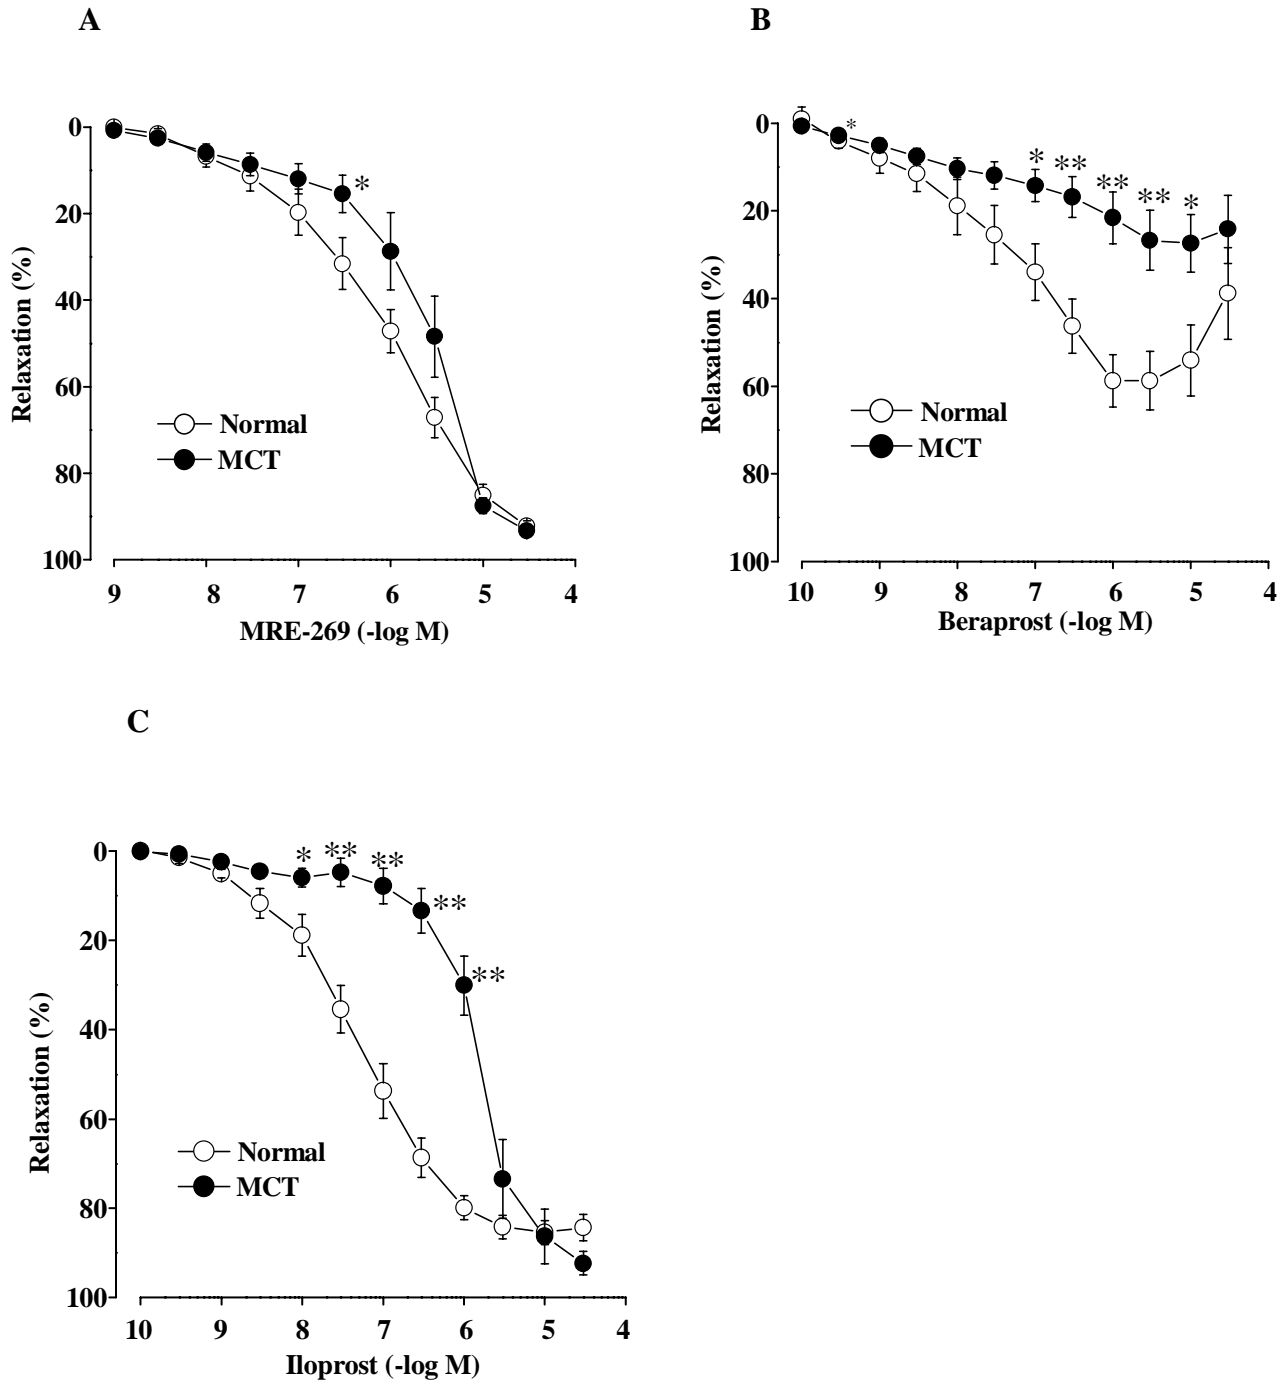 A
0
20
40
60
80
100
Relaxation (%)
*
Normal
MCT
9 8 7 6 5 4
MRE-269 (-log M)
B
0
20
40
60
80
100
Relaxation (%)
* * ** ** ** *
Normal
MCT
10 9 8 7 6 5 4
Beraprost (-log M)
C
0
20
40
60
80
100
Relaxation (%)
* ** ** ** **
Normal
MCT
10 9 8 7 6 5 4
Iloprost (-log M)